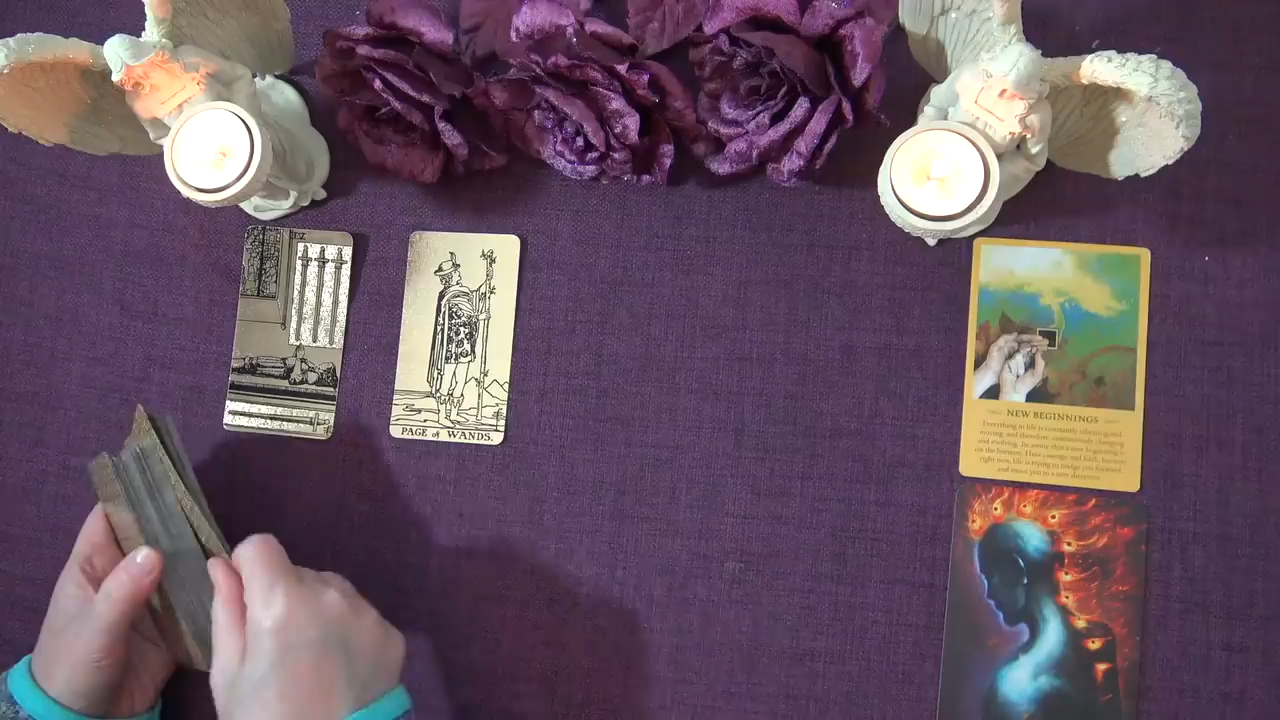 IV
PAGE of WANDS.
NEW BEGINNINGS
Everything in life is constantly vibrating and
moving, and therefore, continuously changing
and evolving. Be aware that a new beginning is
on the horizon. Have courage and faith, because
right now, life is trying to nudge you forward
and move you in a new direction.